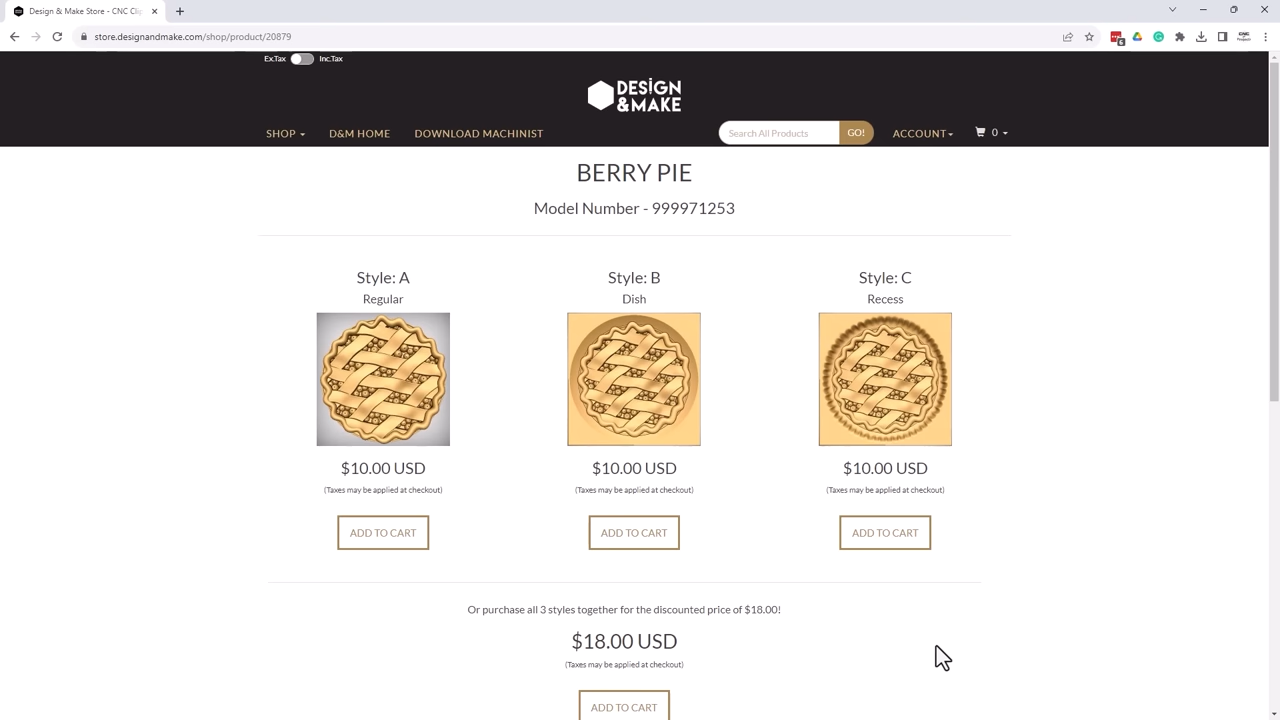 Design & Make Store - CNC Cli
store.designandmake.com/shop/product/20879
Ex.Tax Inc.Tax
DESIGN
&MAKE
SHOP D&M HOME DOWNLOAD MACHINIST Search All Products GO! ACCOUNT 0
BERRY PIE
Model Number - 999971253
Style: A Style: B Style: C
Regular Dish Recess
$10.00 USD $10.00 USD $10.00 USD
(Taxes may be applied at checkout) (Taxes may be applied at checkout) (Taxes may be applied at checkout)
ADD TO CART ADD TO CART ADD TO CART
Or purchase all 3 styles together for the discounted price of $18.00!
$18.00 USD
(Taxes may be applied at checkout)
ADD TO CART